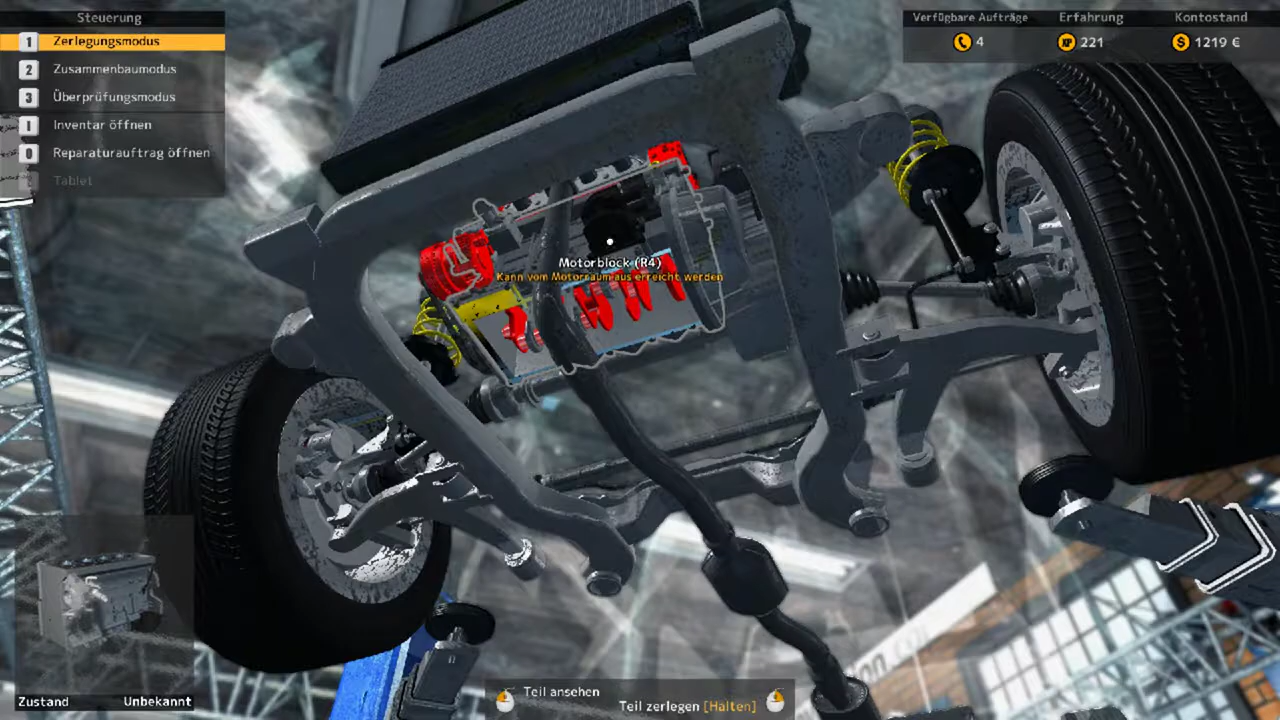 Steuerung
1 Zerlegungsmodus
2 Zusammenbaumodus
3 Überprüfungsmodus
I Inventar öffnen
O Reparaturauftrag öffnen
Tablet
Verfügbare Aufträge Erfahrung Kontostand
4 XP 221 $ 1219 €
Motorblock (R4)
Kann vom Motorraum aus erreicht werden
Zustand Unbekannt
Teil ansehen
Teil zerlegen [Halten]